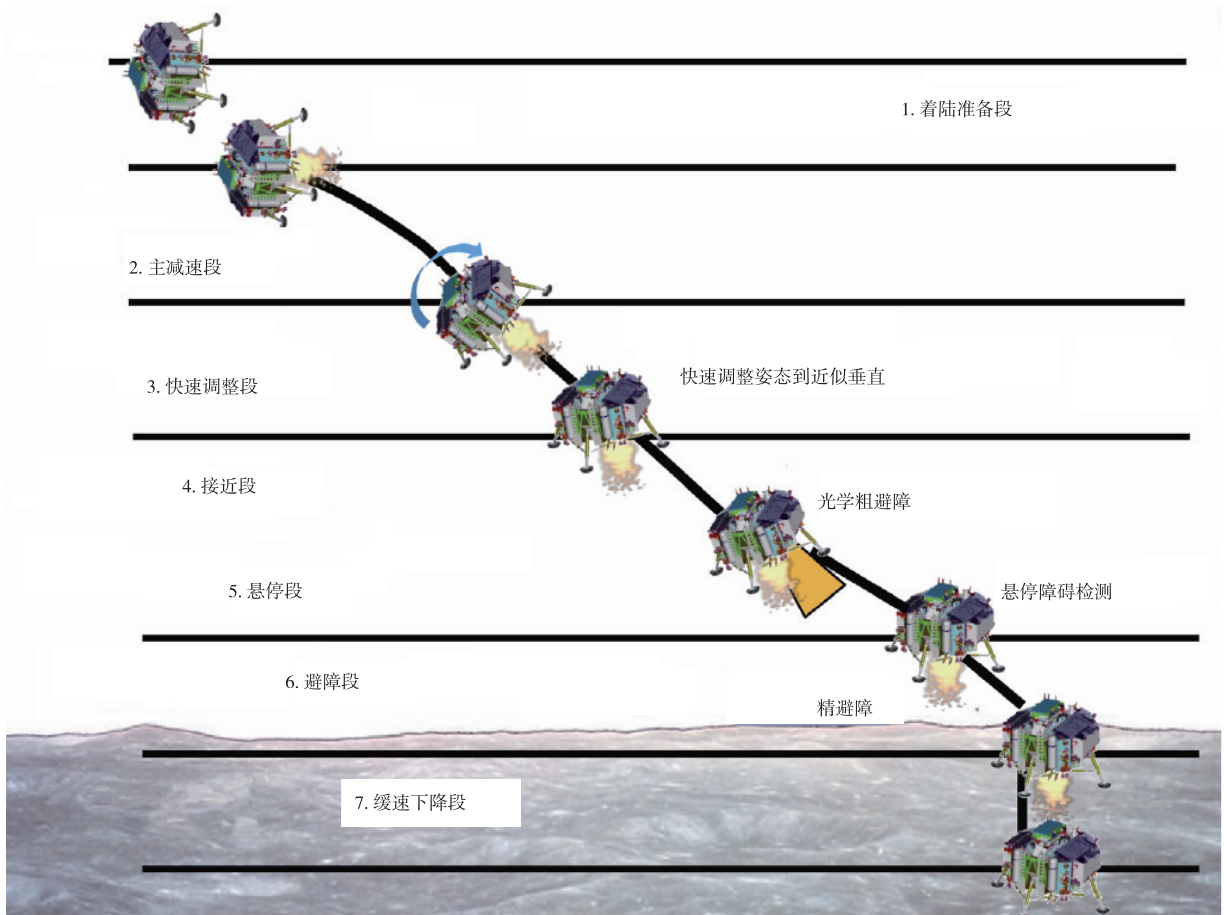 1. 着陆准备段
2. 主减速段
3. 快速调整段
快速调整姿态到近似垂直
4. 接近段
光学粗避障
5. 悬停段
悬停障碍检测
6. 避障段
精避障
7. 缓速下降段